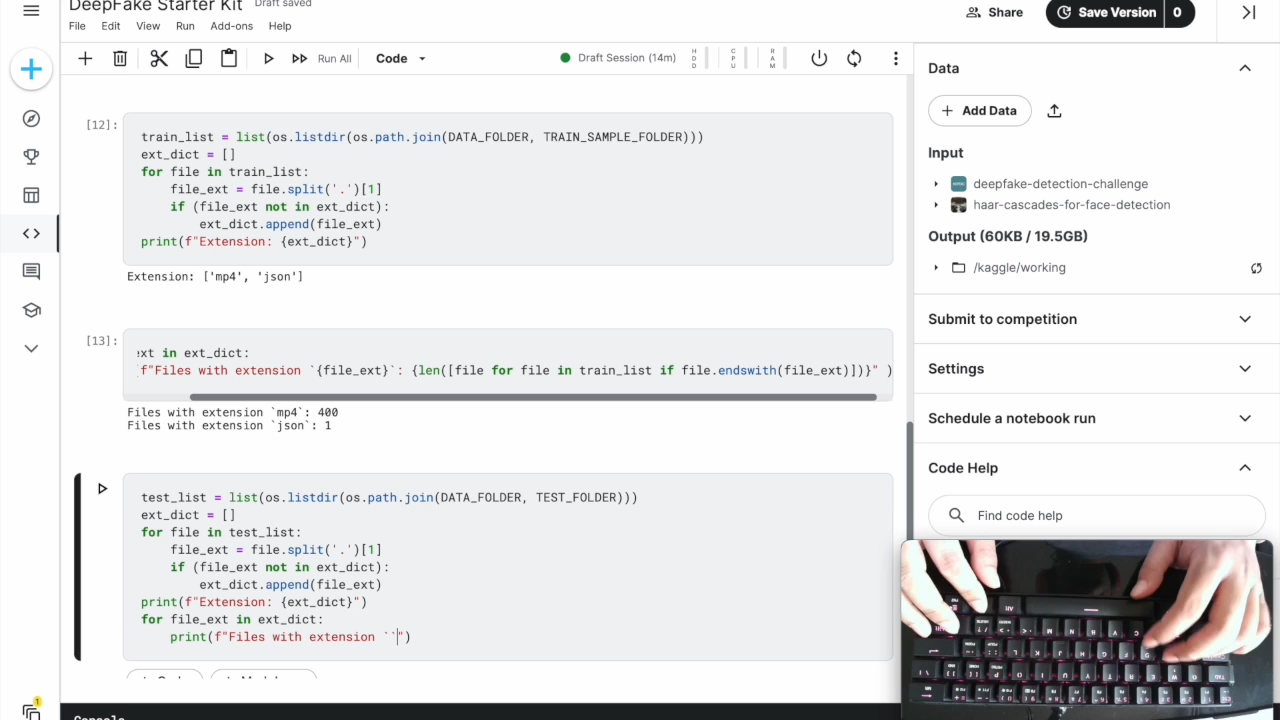 DeepFake Starter Kit
Draft saved
File Edit View Run Add-ons Help
Share
Save Version 0
Run All
Code
Draft Session (14m)
HDD
CPU
RAM
[12]:
train_list = list(os.listdir(os.path.join(DATA_FOLDER, TRAIN_SAMPLE_FOLDER)))
ext_dict = []
for file in train_list:
    file_ext = file.split('.')[1]
    if (file_ext not in ext_dict):
        ext_dict.append(file_ext)
print(f"Extension: {ext_dict}")
Extension: ['mp4', 'json']
[13]:
ext in ext_dict:
f"Files with extension `{file_ext}`: {len([file for file in train_list if file.endswith(file_ext)])}" )
Files with extension `mp4`: 400
Files with extension `json`: 1
test_list = list(os.listdir(os.path.join(DATA_FOLDER, TEST_FOLDER)))
ext_dict = []
for file in test_list:
    file_ext = file.split('.')[1]
    if (file_ext not in ext_dict):
        ext_dict.append(file_ext)
print(f"Extension: {ext_dict}")
for file_ext in ext_dict:
    print(f"Files with extension ``")
Console
1
Data
Add Data
Input
deepfake-detection-challenge
haar-cascades-for-face-detection
Output (60KB / 19.5GB)
/kaggle/working
Submit to competition
Settings
Schedule a notebook run
Code Help
Find code help